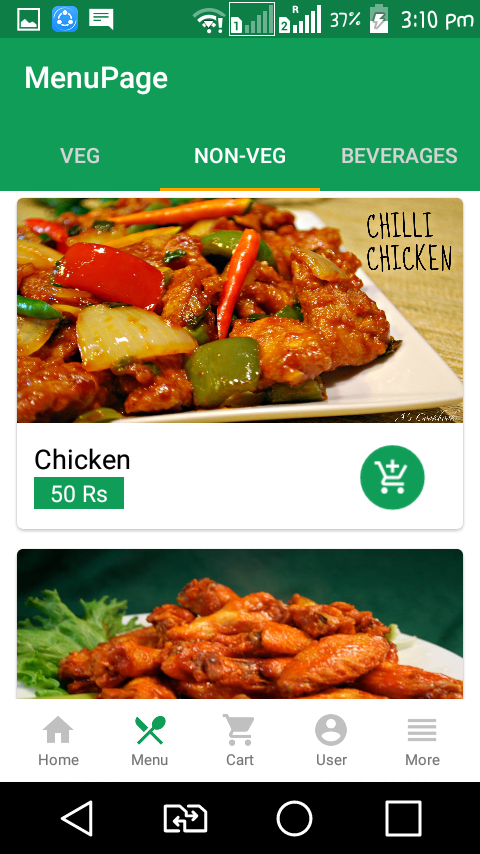 1
2
R
37%
3:10 pm
MenuPage
VEG
NON-VEG
BEVERAGES
CHILLI
CHICKEN
A's Cookbook
Chicken
50 Rs
Home
Menu
Cart
User
More